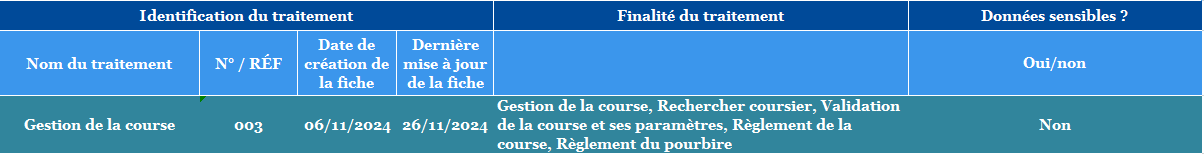 Identification du traitement
Finalité du traitement
Données sensibles ?
Nom du traitement
N° / RÉF
Date de
création de
la fiche
Dernière
mise à jour
de la fiche
Oui/non
Gestion de la course
003
06/11/2024
26/11/2024
Gestion de la course, Rechercher coursier, Validation
de la course et ses paramètres, Règlement de la
course, Règlement du pourbire
Non